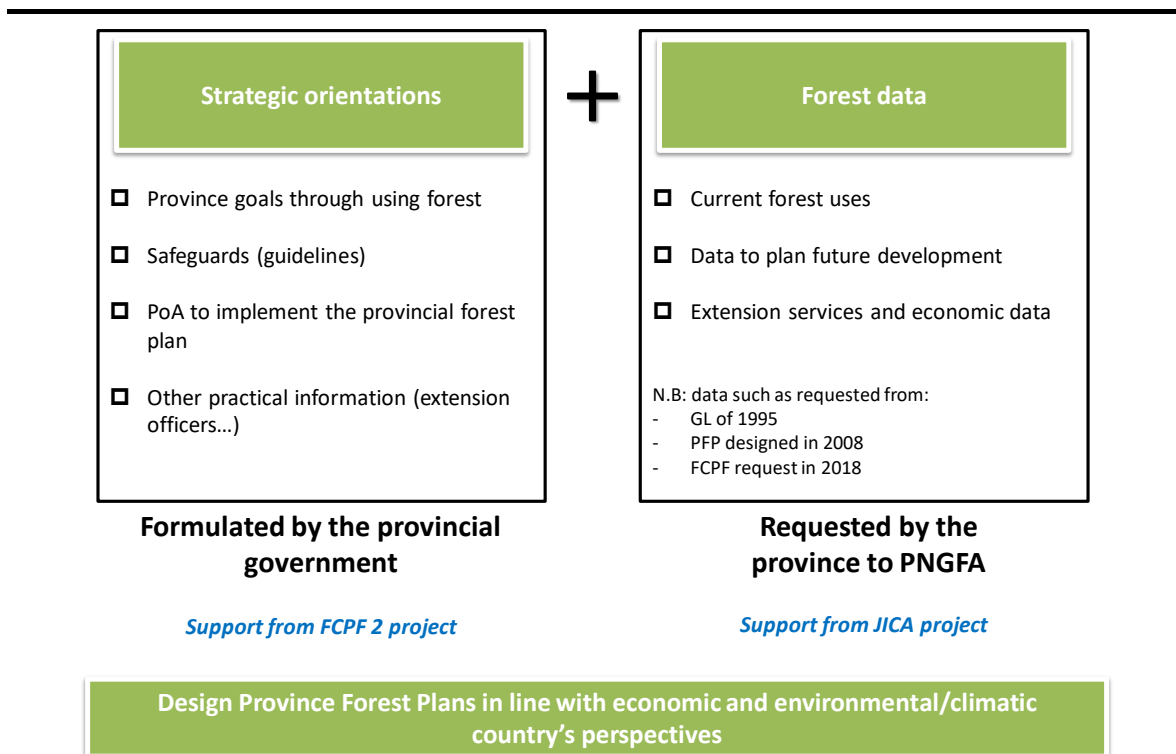 Strategic orientations
Province goals through using forest
Safeguards (guidelines)
PoA to implement the provincial forest
plan
Other practical information (extension
officers…)
Formulated by the provincial
government
Support from FCPF 2 project
+
Forest data
Current forest uses
Data to plan future development
Extension services and economic data
N.B: data such as requested from:
- GL of 1995
- PFP designed in 2008
- FCPF request in 2018
Requested by the
province to PNGFA
Support from JICA project
Design Province Forest Plans in line with economic and environmental/climatic
country's perspectives